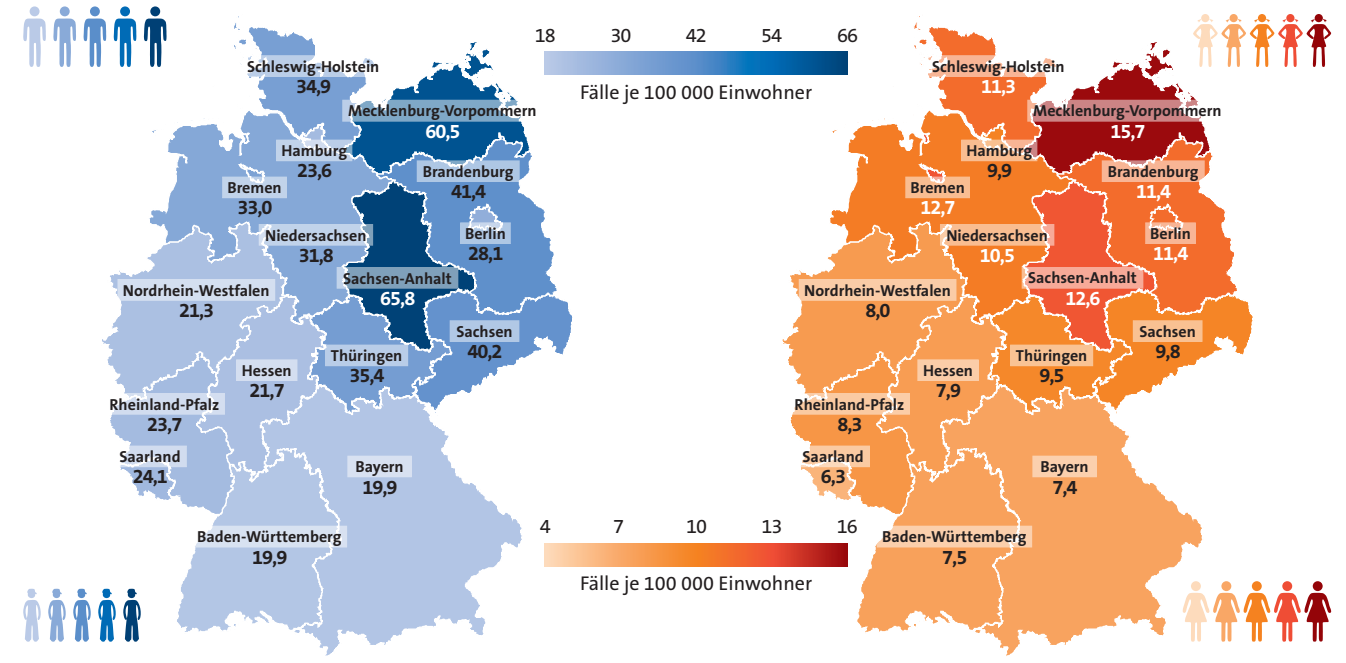 18 30 42 54 66
Fälle je 100 000 Einwohner
Schleswig-Holstein
34,9
Mecklenburg-Vorpommern
60,5
Hamburg
23,6
Brandenburg
41,4
Bremen
33,0
Niedersachsen
31,8
Berlin
28,1
Sachsen-Anhalt
65,8
Nordrhein-Westfalen
21,3
Sachsen
40,2
Thüringen
35,4
Hessen
21,7
Rheinland-Pfalz
23,7
Saarland
24,1
Bayern
19,9
Baden-Württemberg
19,9
Schleswig-Holstein
11,3
Mecklenburg-Vorpommern
15,7
Hamburg
9,9
Brandenburg
11,4
Bremen
12,7
Niedersachsen
10,5
Berlin
11,4
Sachsen-Anhalt
12,6
Nordrhein-Westfalen
8,0
Sachsen
9,8
Thüringen
9,5
Hessen
7,9
Rheinland-Pfalz
8,3
Saarland
6,3
Bayern
7,4
Baden-Württemberg
7,5
4 7 10 13 16
Fälle je 100 000 Einwohner